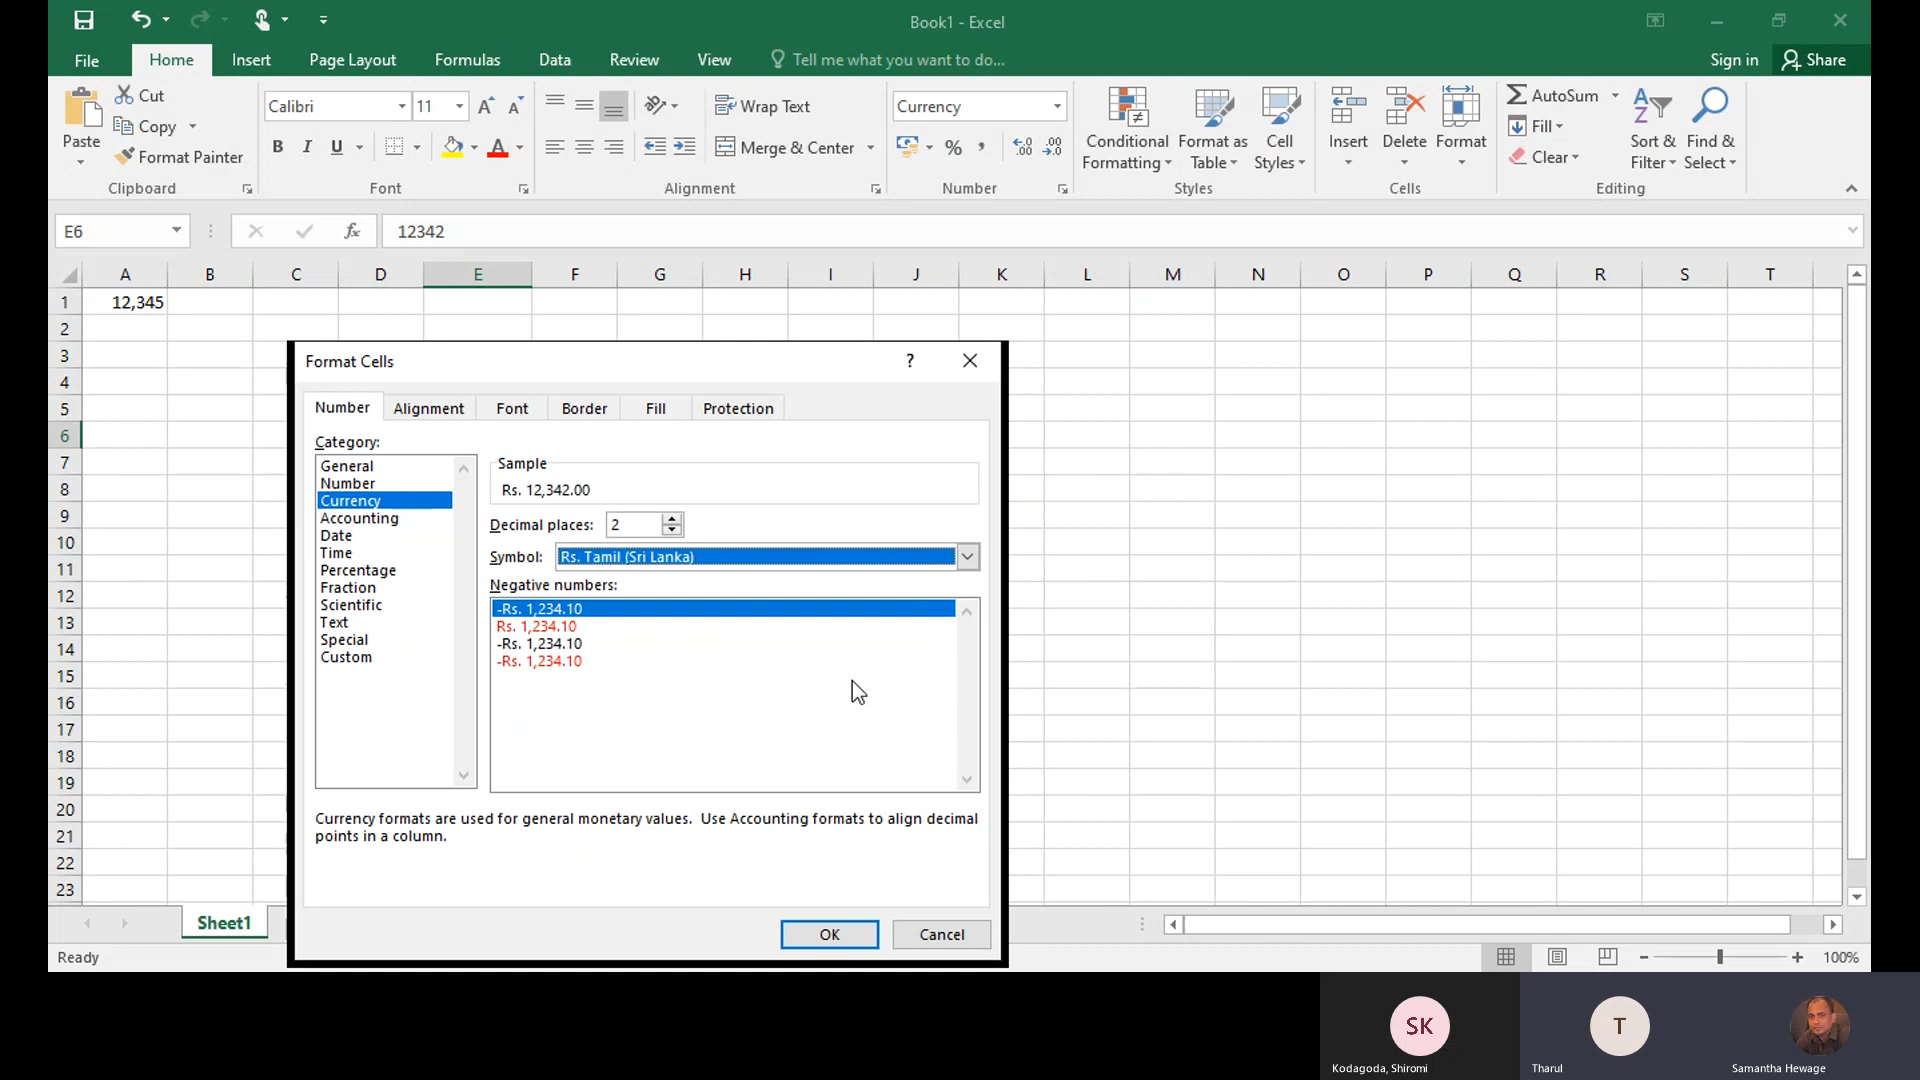 Book1 - Excel
File Home Insert Page Layout Formulas Data Review View Tell me what you want to do... Sign in Share
Cut
Copy
Format Painter
Paste
Clipboard
Calibri 11
B I U A
Font
Wrap Text
Merge & Center
Alignment
Currency
%
Number
Conditional Formatting
Format as Table
Cell Styles
Styles
Insert
Delete
Format
Cells
AutoSum
Fill
Clear
Sort & Filter
Find & Select
Editing
E6 fx 12342
A B C D E F G H I J K L M N O P Q R S T
1 12,345
2
3
4
5
6
7
8
9
10
11
12
13
14
15
16
17
18
19
20
21
22
23
Format Cells ?
Number Alignment Font Border Fill Protection
Category:
General
Number
Currency
Accounting
Date
Time
Percentage
Fraction
Scientific
Text
Special
Custom
Sample
Rs. 12,342.00
Decimal places: 2
Symbol: Rs. Tamil (Sri Lanka)
Negative numbers:
-Rs. 1,234.10
Rs. 1,234.10
-Rs. 1,234.10
-Rs. 1,234.10
Currency formats are used for general monetary values. Use Accounting formats to align decimal
points in a column.
OK Cancel
Sheet1
Ready
100%
SK
T
Kodagoda, Shiromi
Tharul
Samantha Hewage